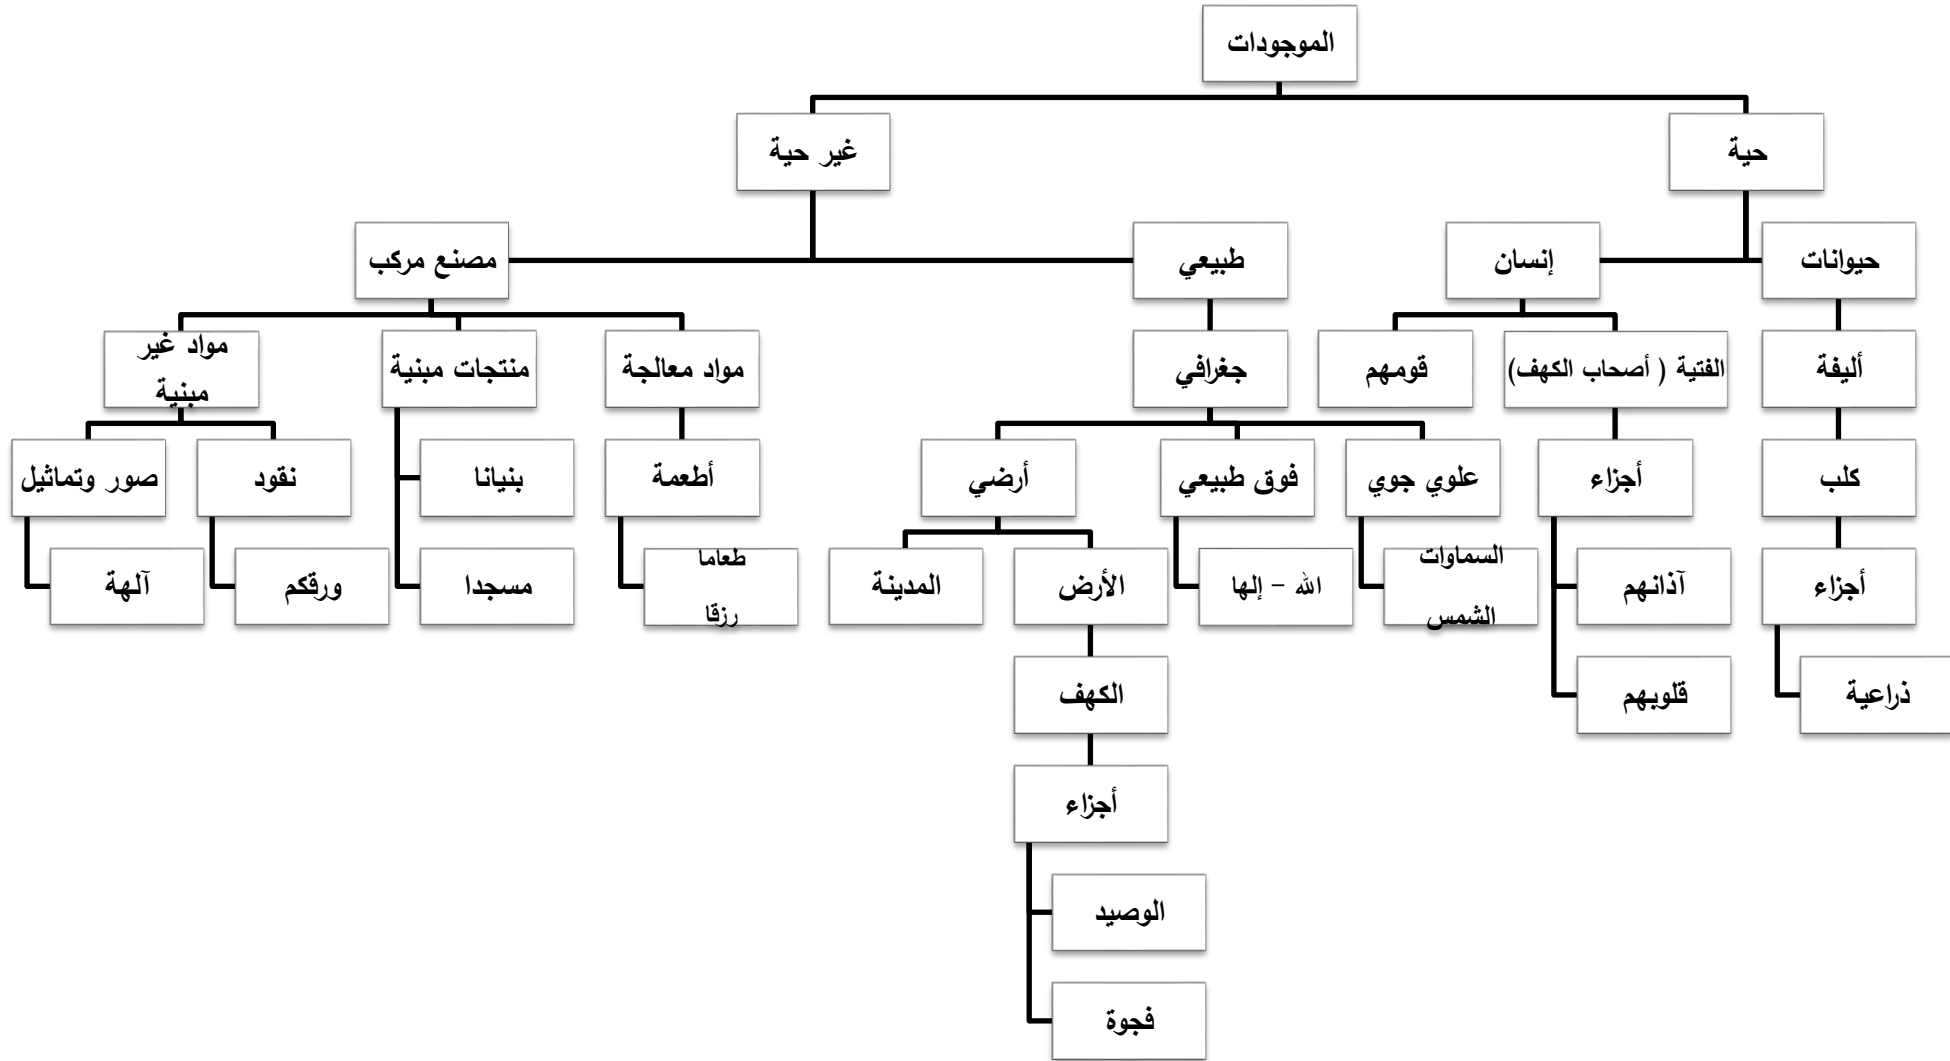 الموجودات
حية
غير حية
حيوانات
إنسان
طبيعي
مصنع مركب
أليفة
الفتية ( أصحاب الكهف)
قومهم
جغرافي
مواد معالجة
منتجات مبنية
مواد غير
مبنية
كلب
أجزاء
علوي جوي
فوق طبيعي
أرضي
أطعمة
بنيانا
نقود
صور وتماثيل
أجزاء
آذانهم
السماوات
الشمس
الله – إلها
الأرض
المدينة
طعاما
رزقا
مسجدا
ورقكم
آلهة
ذراعية
قلوبهم
الكهف
أجزاء
الوصيد
فجوة